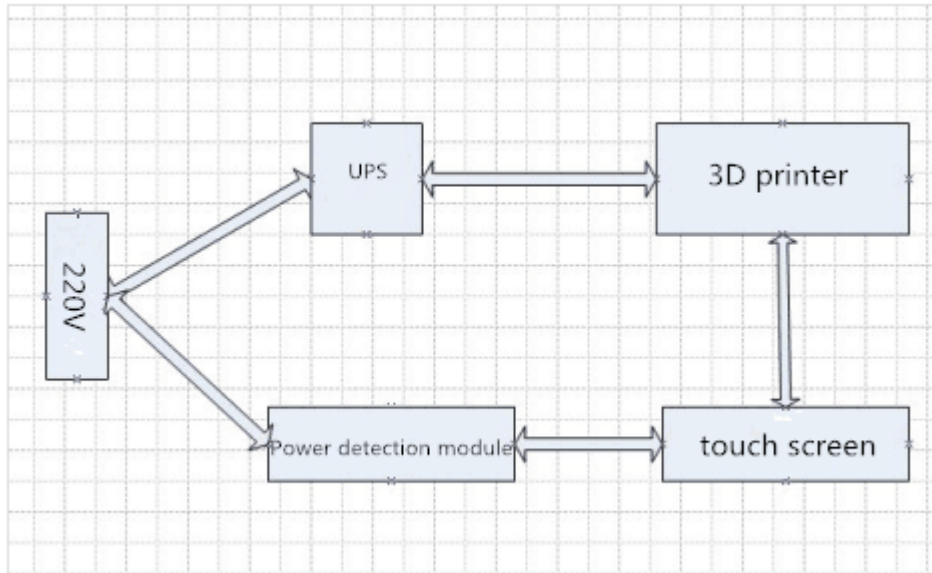 UPS
3D printer
220V
Power detection module
touch screen